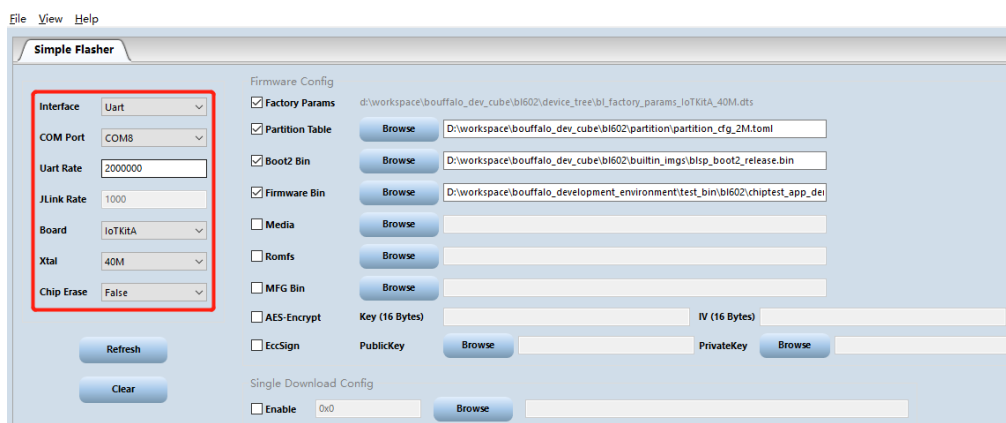 File View Help
Simple Flasher
Interface Uart
COM Port COM8
Uart Rate 2000000
JLink Rate 1000
Board IoTKitA
Xtal 40M
Chip Erase False
Refresh
Clear
Firmware Config
Factory Params d:\workspace\bouffalo_dev_cube\bl602\device_tree\bl_factory_params_IoTKitA_40M.dts
Partition Table Browse D:\workspace\bouffalo_dev_cube\bl602\partition\partition_cfg_2M.toml
Boot2 Bin Browse D:\workspace\bouffalo_dev_cube\bl602\builtin_imgs\blsp_boot2_release.bin
Firmware Bin Browse D:\workspace\bouffalo_development_environment\test_bin\bl602\chiptest_app_de
Media Browse
Romfs Browse
MFG Bin Browse
AES-Encrypt Key (16 Bytes) IV (16 Bytes)
EccSign PublicKey Browse PrivateKey Browse
Single Download Config
Enable 0x0 Browse